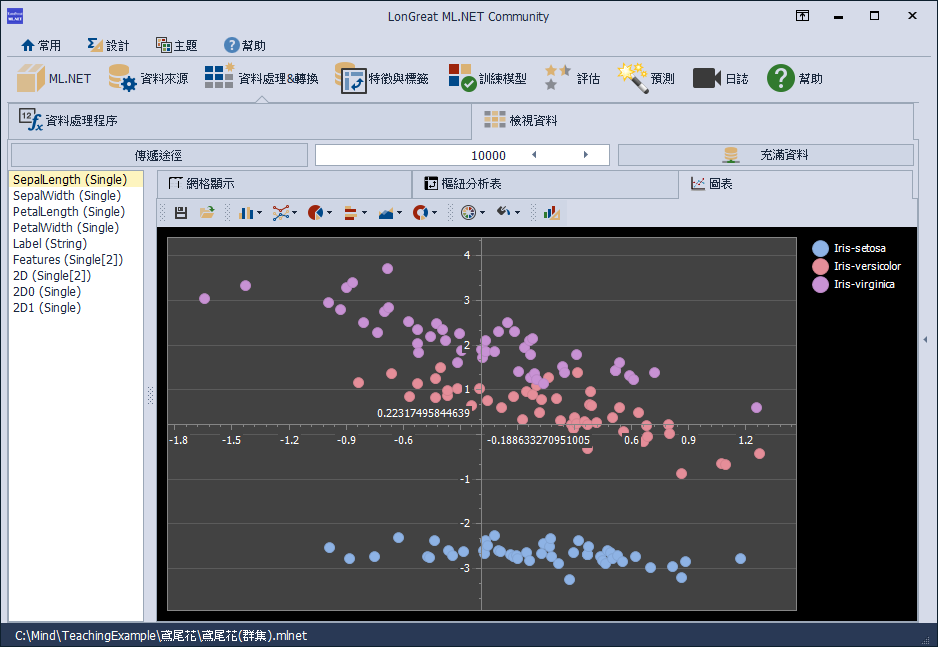 LonGreat ML.NET Community
常用 設計 主題 幫助
ML.NET 資料來源 資料處理&轉換 特徵與標籤 訓練模型 評估 預測 日誌 幫助
資料處理程序 檢視資料
傳遞途徑 10000 充滿資料
SepalLength (Single)
SepalWidth (Single)
PetalLength (Single)
PetalWidth (Single)
Label (String)
Features (Single[2])
2D (Single[2])
2D0 (Single)
2D1 (Single)
網格顯示 樞紐分析表 圖表
Iris-setosa
Iris-versicolor
Iris-virginica
4
3
2
1
0.22317495844639
-1.8 -1.5 -1.2 -0.9 -0.6 -0.188633270951005 0.6 0.9 1.2
-1
-2
-3
C:\Mind\TeachingExample\鳶尾花\鳶尾花(群集).mlnet